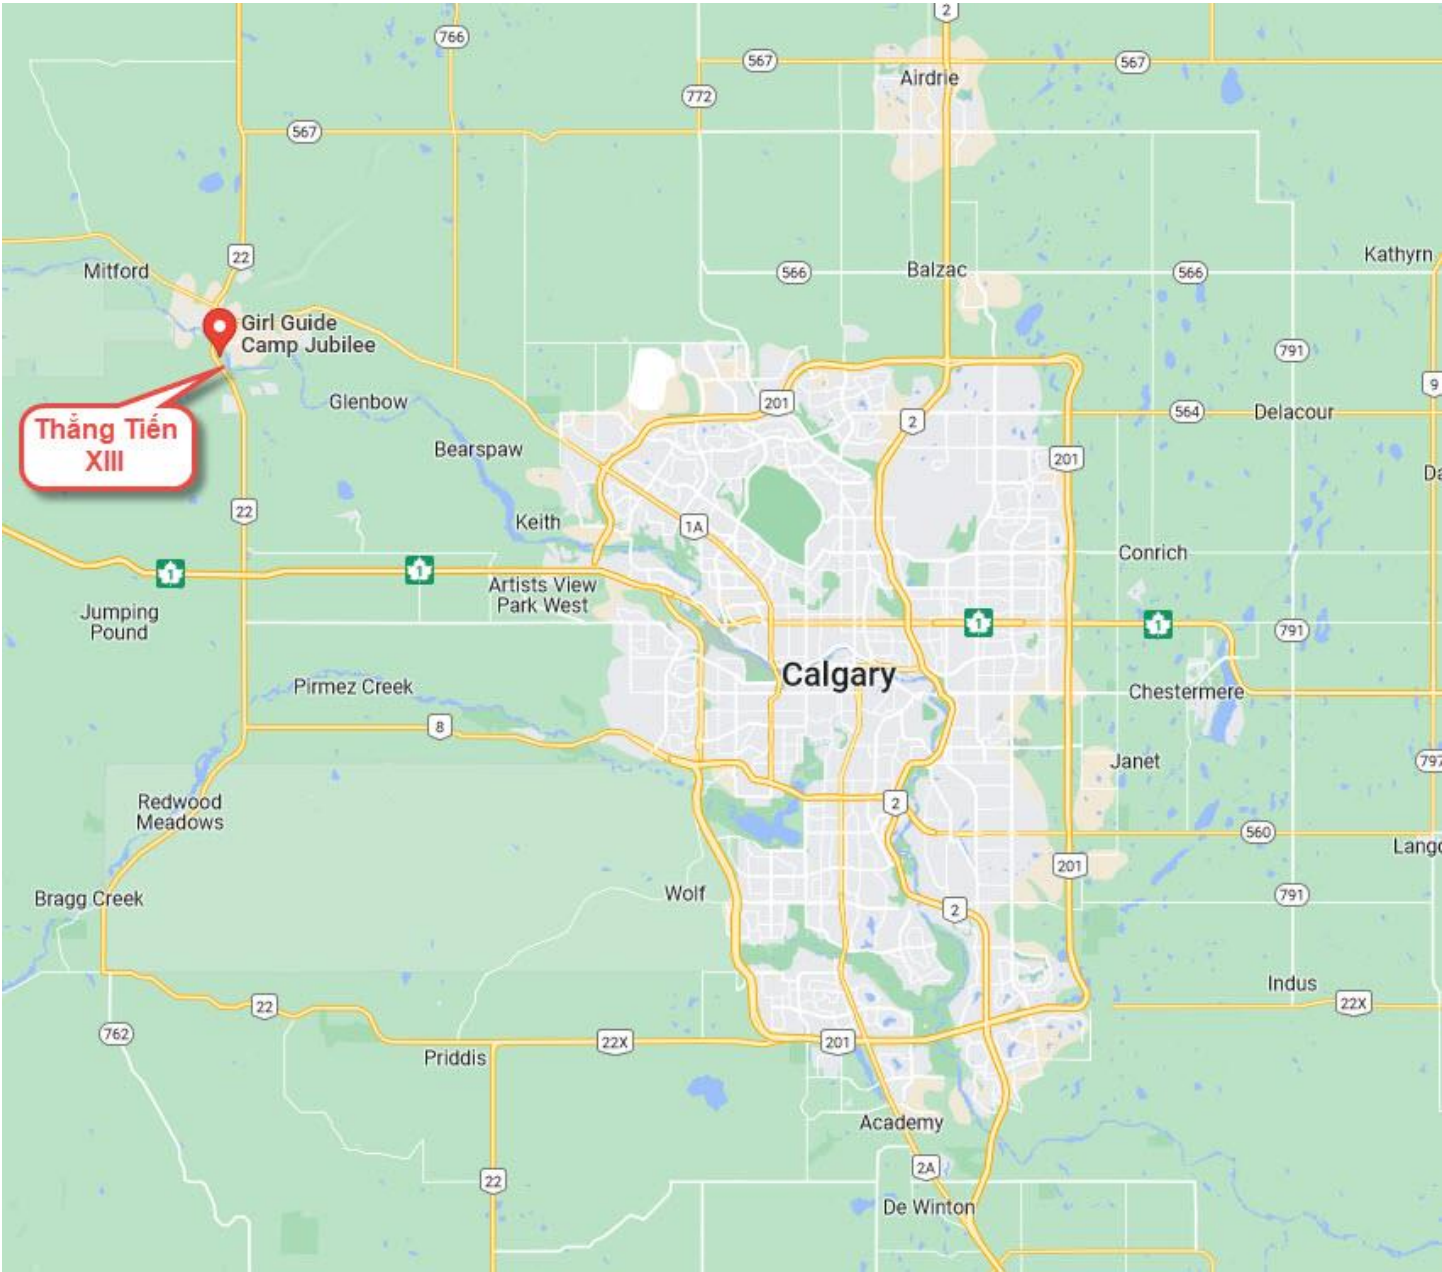 2
766
567
567
Airdrie
772
567
22
Kathyrn
Mitford
566
Balzac
566
Girl Guide
Camp Jubilee
791
9
Glenbow
201
564
Delacour
2
Thẳng Tiến
XIII
Bearspaw
201
22
Keith
1A
Conrich
1
1
Artists View
Park West
Jumping
Pound
1
1
791
Calgary
Pirmez Creek
Chestermere
8
Janet
797
Redwood
Meadows
2
560
Lango
201
Bragg Creek
Wolf
791
2
Indus
22
22X
762
22X
201
Priddis
Academy
2A
22
De Winton